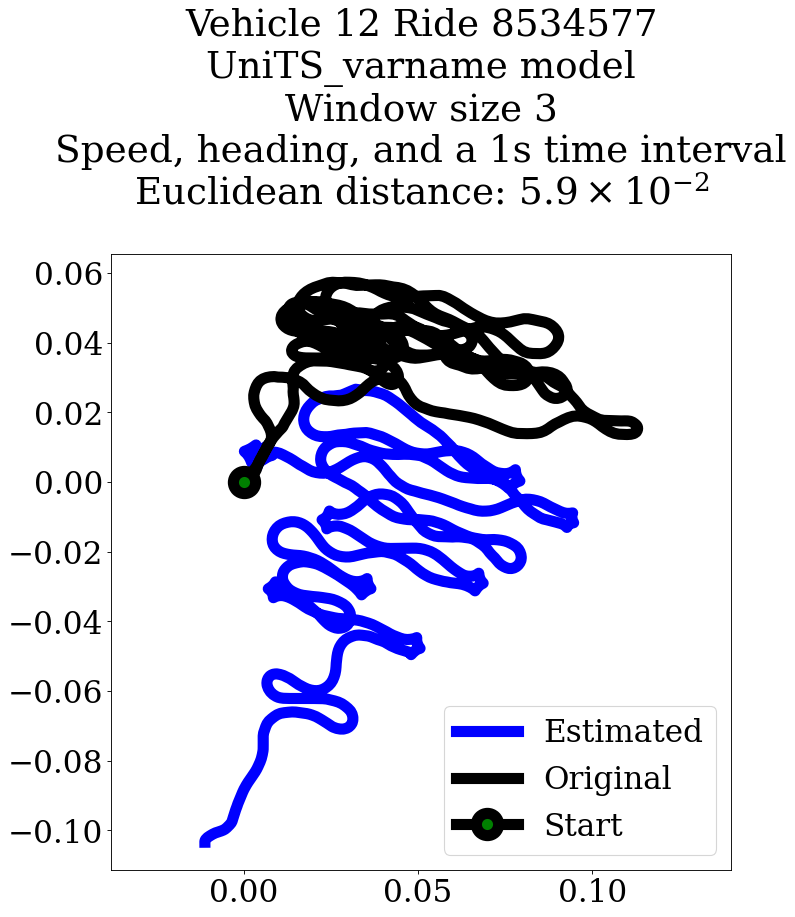 Vehicle 12 Ride 8534577
UniTS_varname model
Window size 3
Speed, heading, and a 1s time interval
Euclidean distance: 5.9 × 10⁻²
0.06
0.04
0.02
0.00
−0.02
−0.04
−0.06
−0.08
−0.10
0.00 0.05 0.10
Estimated
Original
Start